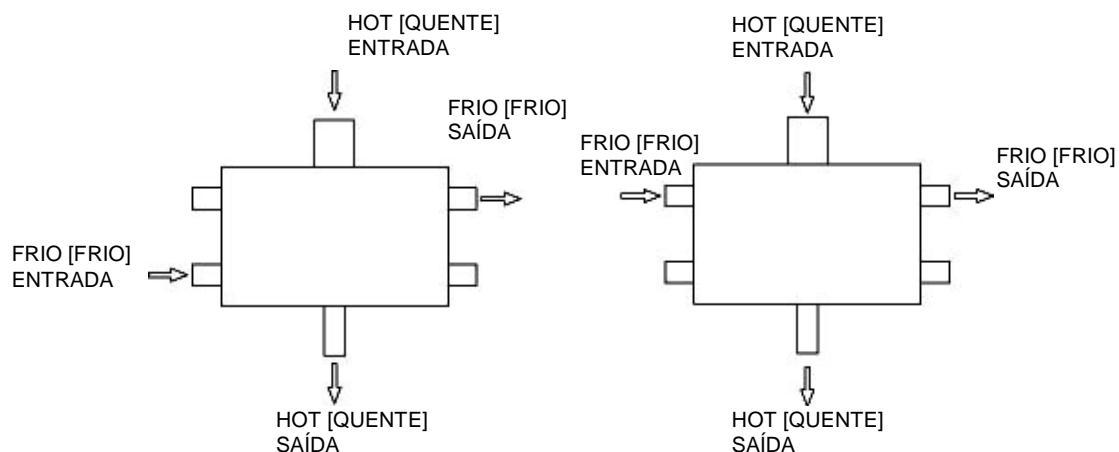 HOT [QUENTE]
ENTRADA
FRIO [FRIO]
SAÍDA
FRIO [FRIO]
ENTRADA
HOT [QUENTE]
SAÍDA
HOT [QUENTE]
ENTRADA
FRIO [FRIO]
ENTRADA
FRIO [FRIO]
SAÍDA
HOT [QUENTE]
SAÍDA